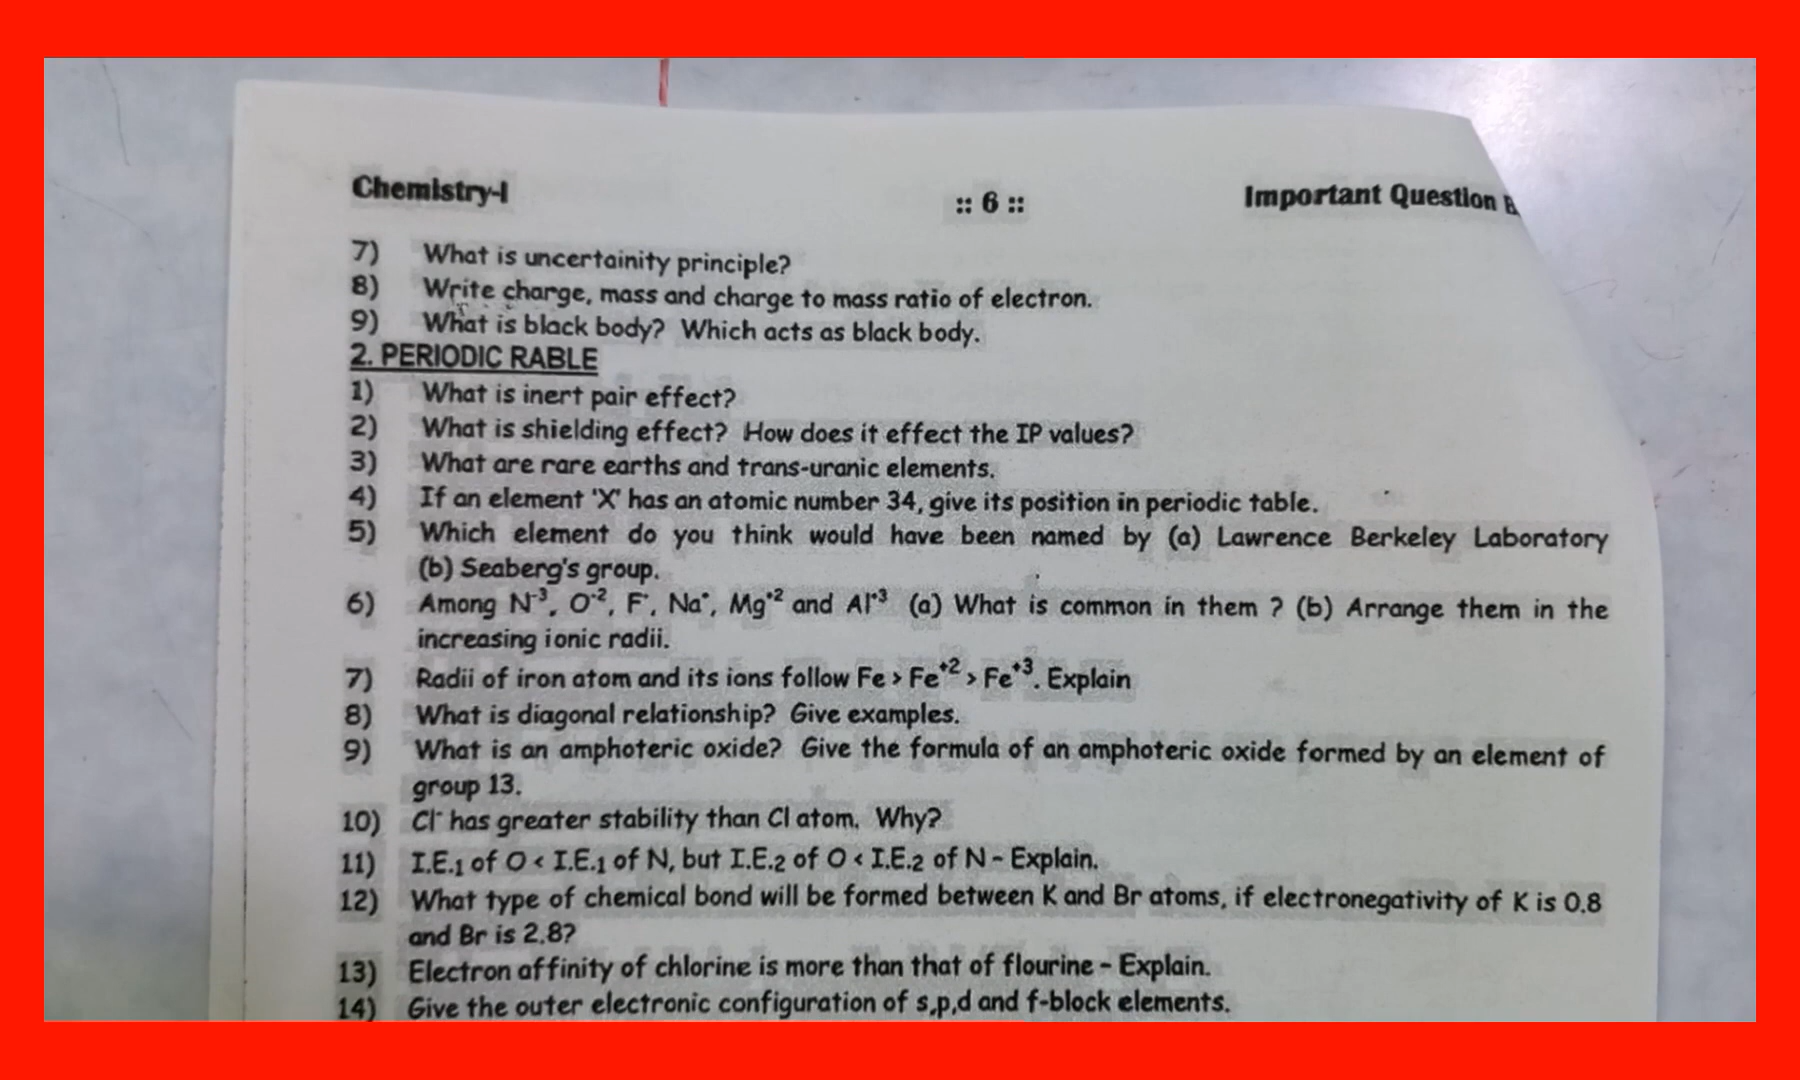 Chemistry-I
:: 6 ::
Important Question
7) What is uncertainity principle?
8) Write charge, mass and charge to mass ratio of electron.
9) What is black body? Which acts as black body.
2. PERIODIC RABLE
1) What is inert pair effect?
2) What is shielding effect? How does it effect the IP values?
3) What are rare earths and trans-uranic elements.
4) If an element 'X' has an atomic number 34, give its position in periodic table.
5) Which element do you think would have been named by (a) Lawrence Berkeley Laboratory
(b) Seaberg's group.
6) Among N⁻³, O⁻², F⁻, Na⁺, Mg⁺² and Al⁺³ (a) What is common in them ? (b) Arrange them in the
increasing ionic radii.
7) Radii of iron atom and its ions follow Fe > Fe⁺² > Fe⁺³. Explain
8) What is diagonal relationship? Give examples.
9) What is an amphoteric oxide? Give the formula of an amphoteric oxide formed by an element of
group 13.
10) Cl⁻ has greater stability than Cl atom. Why?
11) I.E.₁ of O < I.E.₁ of N, but I.E.₂ of O < I.E.₂ of N - Explain.
12) What type of chemical bond will be formed between K and Br atoms, if electronegativity of K is 0.8
and Br is 2.8?
13) Electron affinity of chlorine is more than that of flourine - Explain.
14) Give the outer electronic configuration of s,p,d and f-block elements.